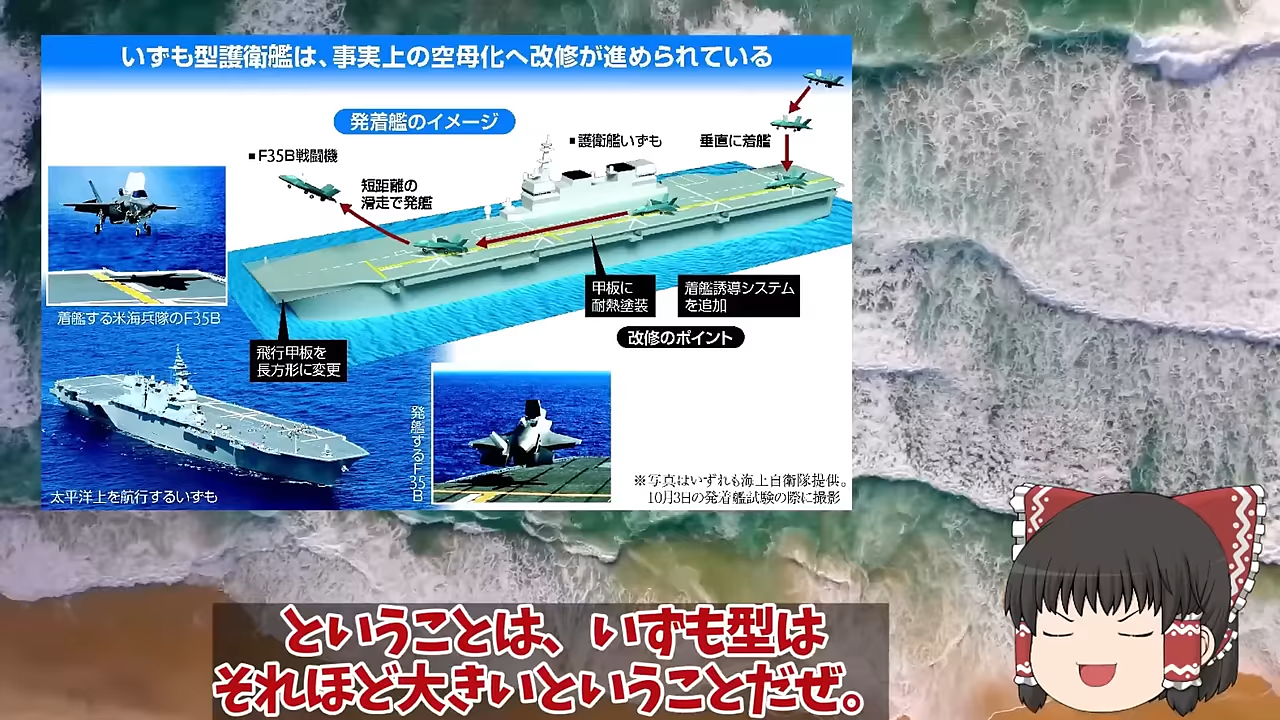 いずも型護衛艦は、事実上の空母化へ改修が進められている
発着艦のイメージ
■F35B戦闘機
短距離の
滑走で発艦
■護衛艦いずも
垂直に着艦
着艦する米海兵隊のF35B
甲板に
耐熱塗装
着艦誘導システム
を追加
改修のポイント
飛行甲板を
長方形に変更
太平洋上を航行するいずも
発艦するF35B
※写真はいずれも海上自衛隊提供。
10月3日の発着艦試験の際に撮影
ということは、いずも型は
それほど大きいということだぜ。